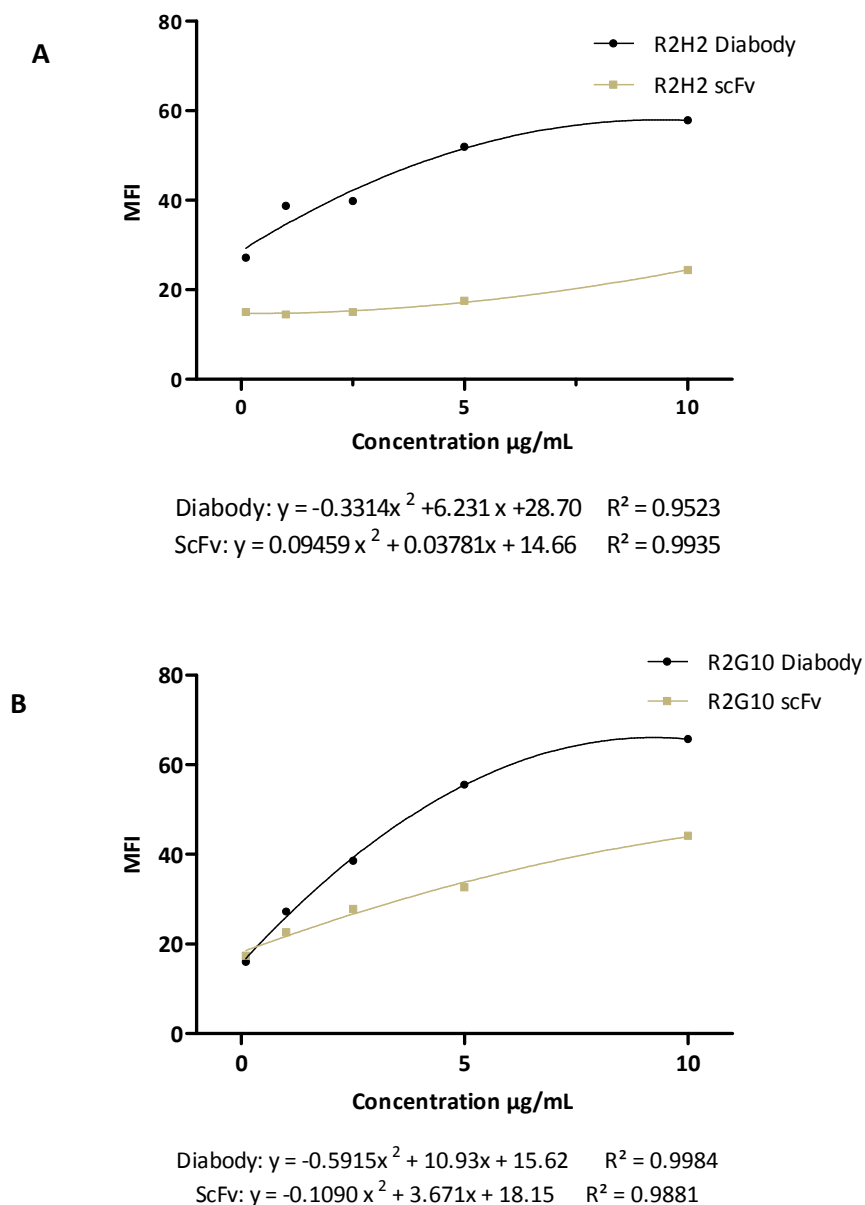 A
R2H2 Diabody
R2H2 scFv
80
60
40
20
0
MFI
0 5 10
Concentration µg/mL
Diabody: y = -0.3314x ² +6.231 x +28.70 R² = 0.9523
ScFv: y = 0.09459 x ² + 0.03781x + 14.66 R² = 0.9935
B
R2G10 Diabody
R2G10 scFv
80
60
40
20
0
MFI
0 5 10
Concentration µg/mL
Diabody: y = -0.5915x ² + 10.93x + 15.62 R² = 0.9984
ScFv: y = -0.1090 x ² + 3.671x + 18.15 R² = 0.9881